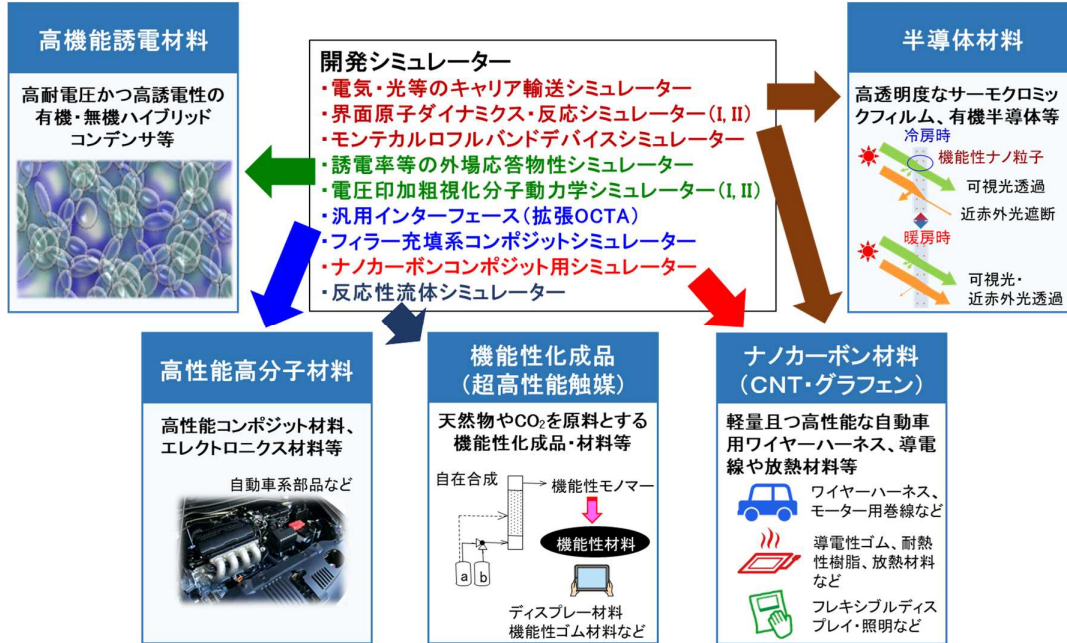 高機能誘電材料
高耐電圧かつ高誘電性の
有機・無機ハイブリッド
コンデンサ等
開発シミュレーター
・電気・光等のキャリア輸送シミュレーター
・界面原子ダイナミクス・反応シミュレーター(I, II)
・モンテカルロフルバンドデバイスシミュレーター
・誘電率等の外場応答物性シミュレーター
・電圧印加粗視化分子動力学シミュレーター(I, II)
・汎用インターフェース(拡張OCTA)
・フィラー充填系コンポジットシミュレーター
・ナノカーボンコンポジット用シミュレーター
・反応性流体シミュレーター
半導体材料
高透明度なサーモクロミッ
クフィルム、有機半導体等
冷房時
機能性ナノ粒子
可視光透過
近赤外光遮断
暖房時
可視光・
近赤外光透過
高性能高分子材料
高性能コンポジット材料、
エレクトロニクス材料等
自動車系部品など
機能性化成品
(超高性能触媒)
天然物やCO₂を原料とする
機能性化成品・材料等
自在合成
機能性モノマー
機能性材料
a b
ディスプレー材料
機能性ゴム材料など
ナノカーボン材料
(CNT・グラフェン)
軽量且つ高性能な自動車
用ワイヤーハーネス、導電
線や放熱材料等
ワイヤーハーネス、
モーター用巻線など
導電性ゴム、耐熱
性樹脂、放熱材料
など
フレキシブルディス
プレイ・照明など